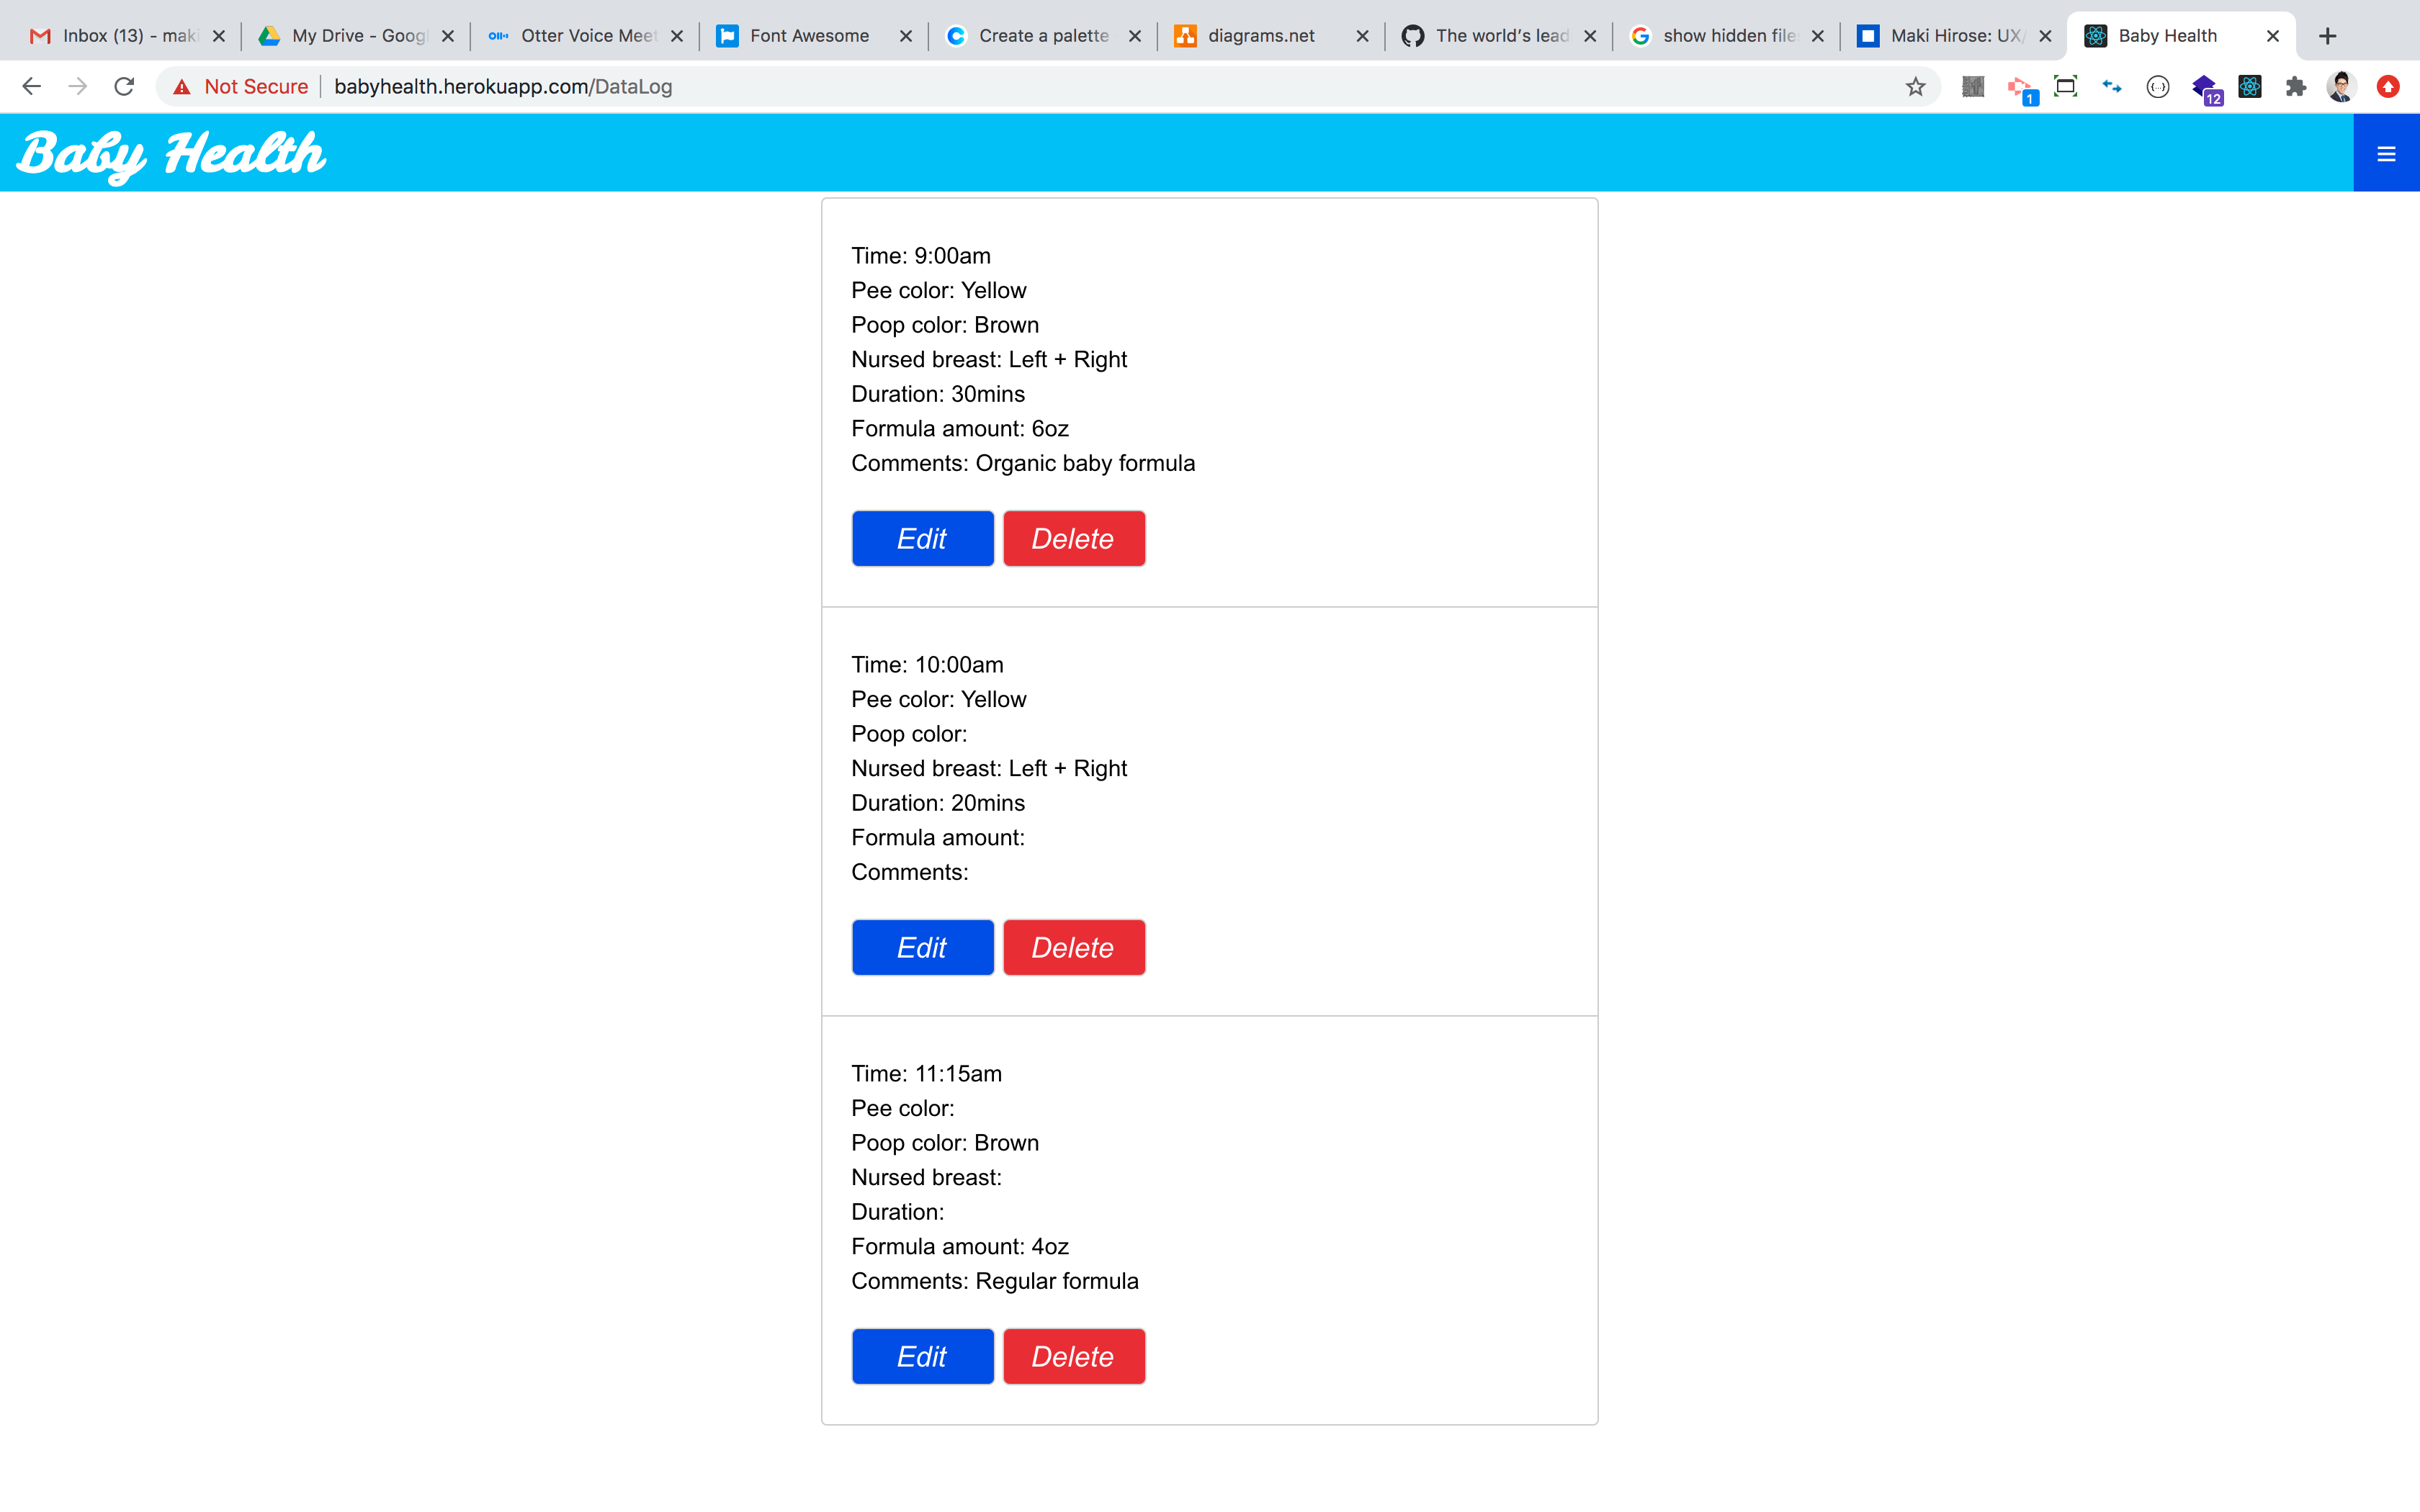 Inbox (13) - maki
My Drive - Googl
Otter Voice Meet
Font Awesome
Create a palette
diagrams.net
The world's lead
show hidden file
Maki Hirose: UX/
Baby Health
Not Secure
babyhealth.herokuapp.com/DataLog
1
12
Baby Health
Time: 9:00am
Pee color: Yellow
Poop color: Brown
Nursed breast: Left + Right
Duration: 30mins
Formula amount: 6oz
Comments: Organic baby formula
Edit Delete
Time: 10:00am
Pee color: Yellow
Poop color:
Nursed breast: Left + Right
Duration: 20mins
Formula amount:
Comments:
Edit Delete
Time: 11:15am
Pee color:
Poop color: Brown
Nursed breast:
Duration:
Formula amount: 4oz
Comments: Regular formula
Edit Delete